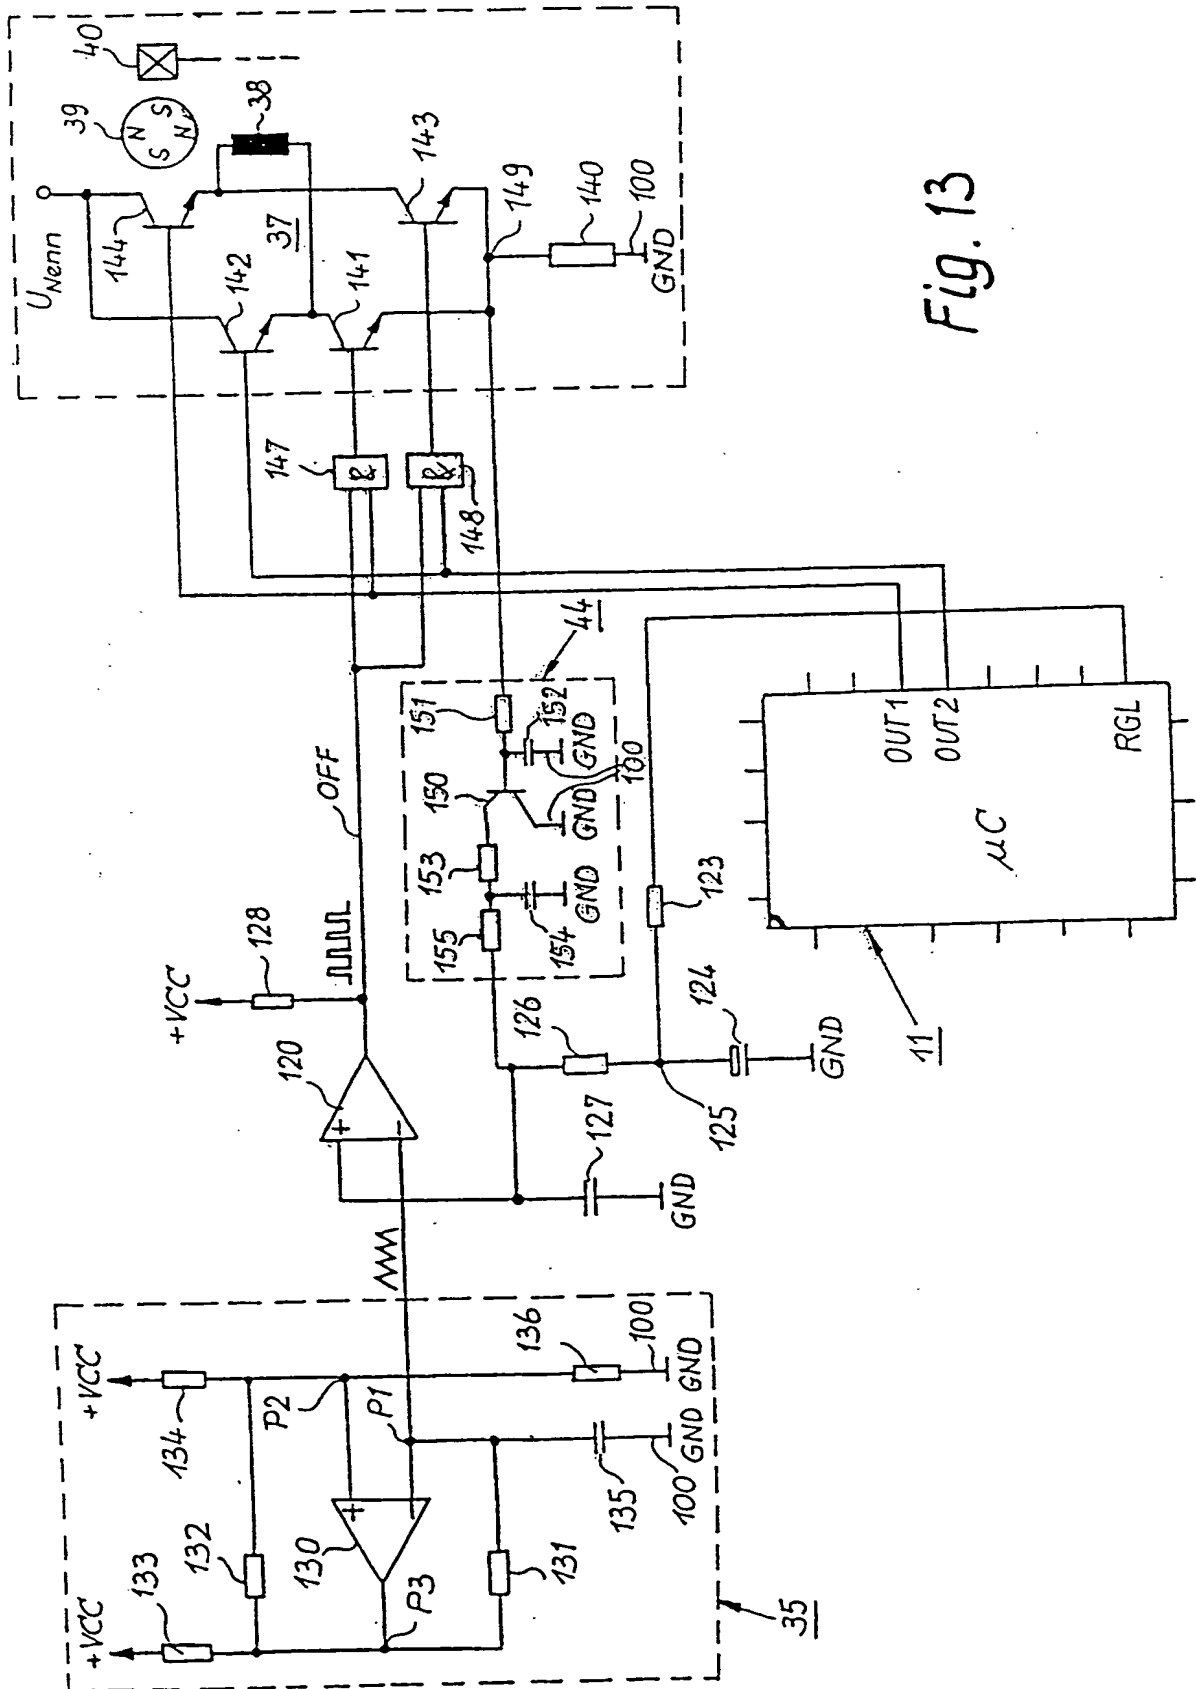 +VCC
133
132
134
+VCC
P2
130
P3
P1
131
136
135
100
GND
100
GND
35
+VCC
128
120
+
−
+
−
OFF
127
GND
126
125
124
GND
123
155
153
150
151
154
152
GND
GND
GND
100
44
147
&
&
148
U Nenn
144
142
141
37
143
38
39
S
N
S
N
40
149
140
100
GND
OUT1
OUT2
RGL
µC
11
Fig. 13